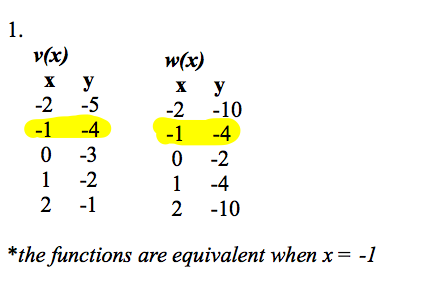 1.
v(x) w(x)
x y x y
-2 -5 -2 -10
-1 -4 -1 -4
0 -3 0 -2
1 -2 1 -4
2 -1 2 -10
*the functions are equivalent when x = -1